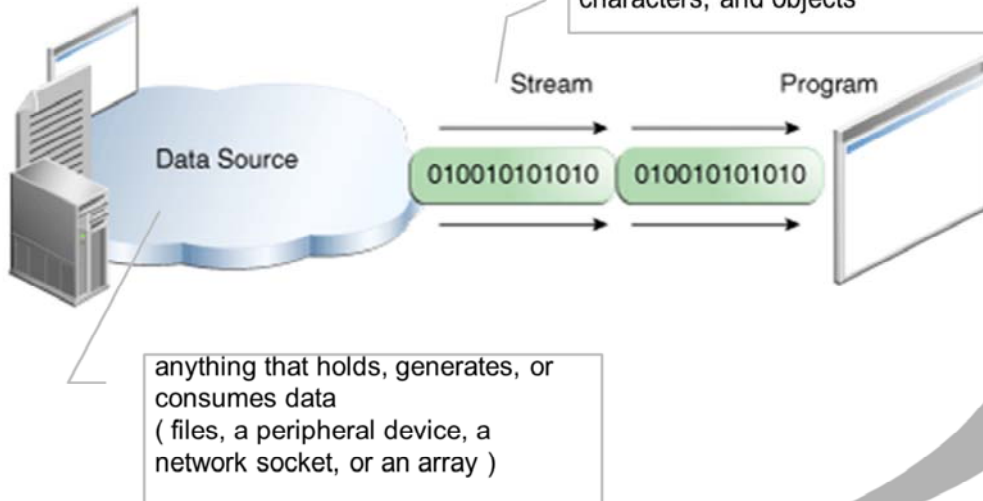 characters, and objects
Stream
Program
Data Source
010010101010
010010101010
anything that holds, generates, or
consumes data
( files, a peripheral device, a
network socket, or an array )